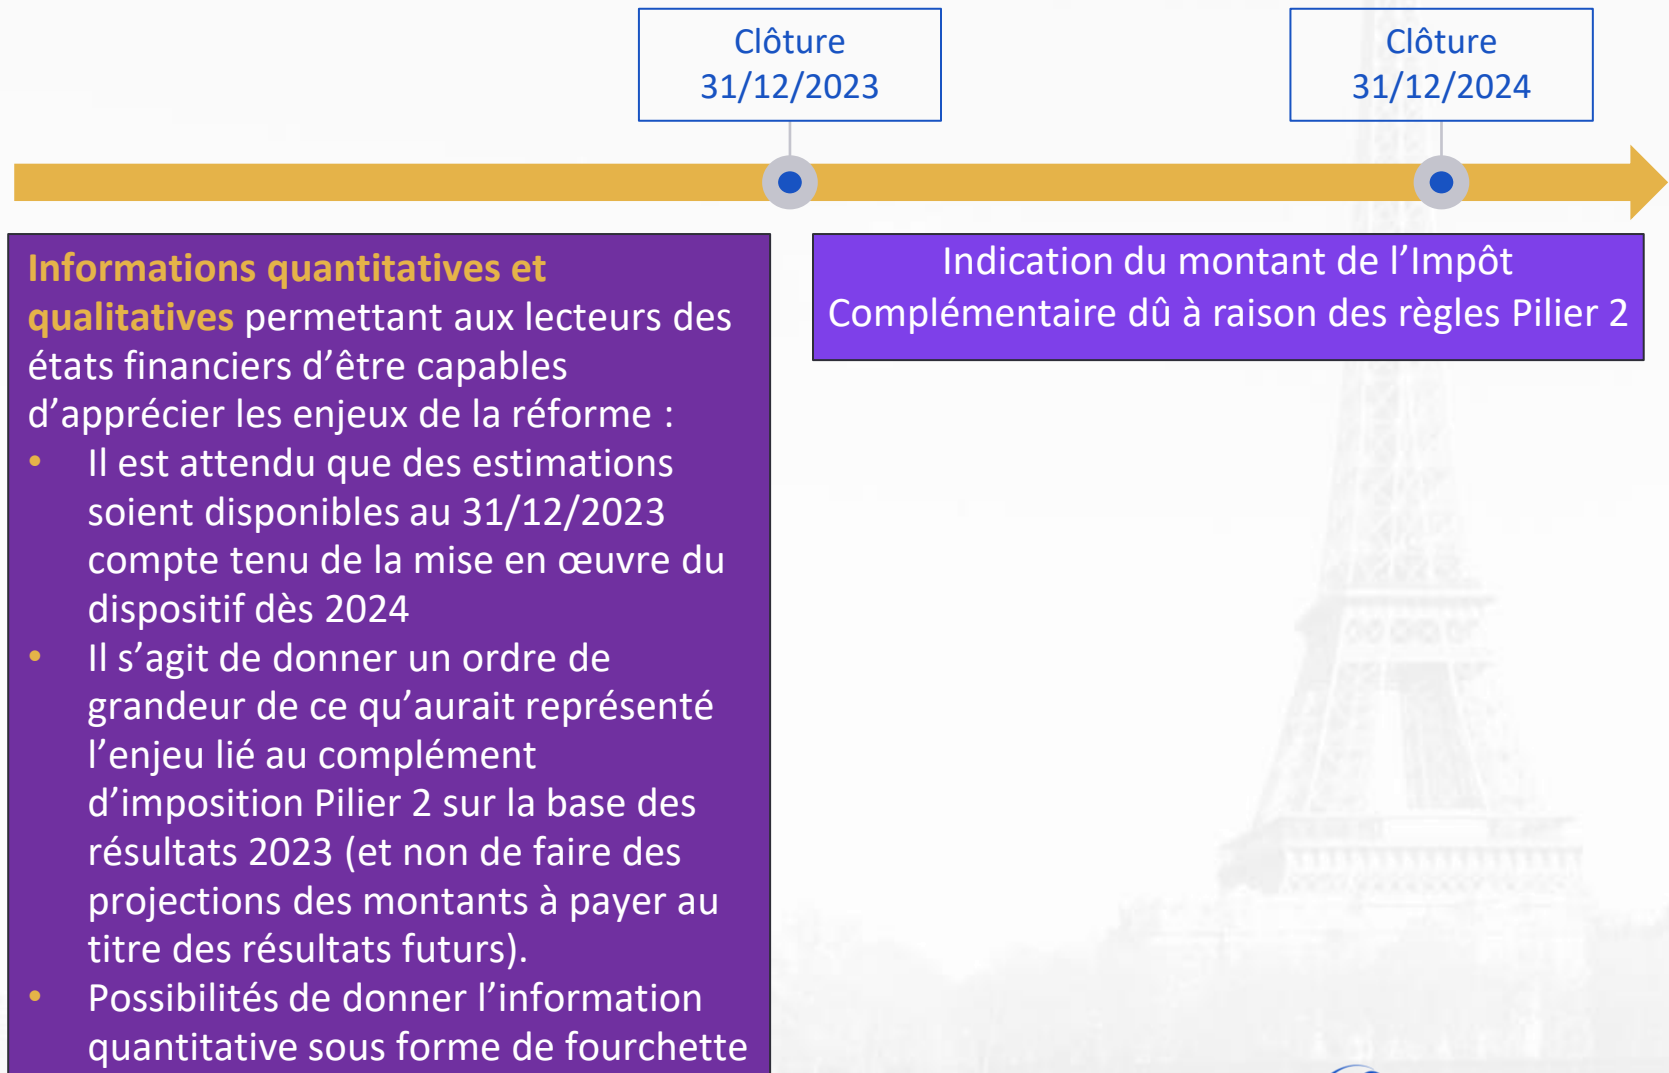 Clôture
31/12/2023
Clôture
31/12/2024
Informations quantitatives et
qualitatives permettant aux lecteurs des
états financiers d’être capables
d’apprécier les enjeux de la réforme :
• Il est attendu que des estimations
soient disponibles au 31/12/2023
compte tenu de la mise en œuvre du
dispositif dès 2024
• Il s’agit de donner un ordre de
grandeur de ce qu’aurait représenté
l’enjeu lié au complément
d’imposition Pilier 2 sur la base des
résultats 2023 (et non de faire des
projections des montants à payer au
titre des résultats futurs).
• Possibilités de donner l’information
quantitative sous forme de fourchette
Indication du montant de l’Impôt
Complémentaire dû à raison des règles Pilier 2